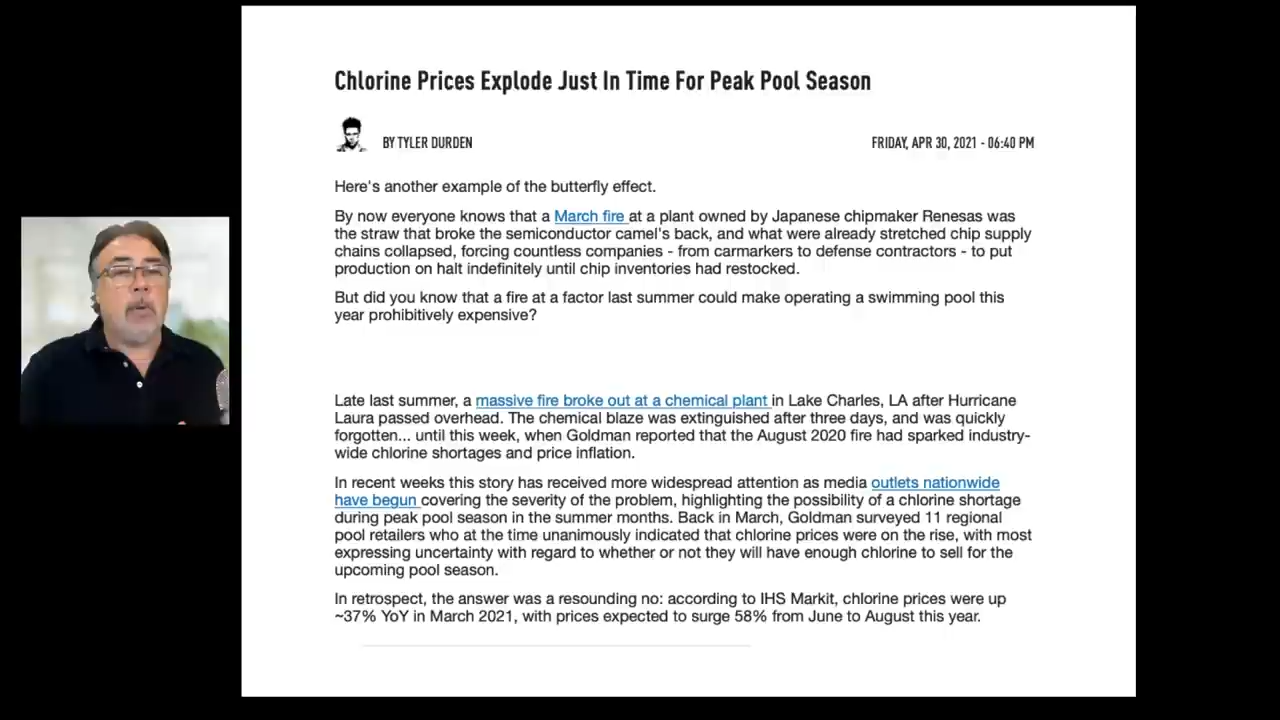 Chlorine Prices Explode Just In Time For Peak Pool Season
BY TYLER DURDEN
FRIDAY, APR 30, 2021 - 06:40 PM
Here's another example of the butterfly effect.
By now everyone knows that a March fire at a plant owned by Japanese chipmaker Renesas was
the straw that broke the semiconductor camel's back, and what were already stretched chip supply
chains collapsed, forcing countless companies - from carmarkers to defense contractors - to put
production on halt indefinitely until chip inventories had restocked.
But did you know that a fire at a factor last summer could make operating a swimming pool this
year prohibitively expensive?
Late last summer, a massive fire broke out at a chemical plant in Lake Charles, LA after Hurricane
Laura passed overhead. The chemical blaze was extinguished after three days, and was quickly
forgotten... until this week, when Goldman reported that the August 2020 fire had sparked industry-
wide chlorine shortages and price inflation.
In recent weeks this story has received more widespread attention as media outlets nationwide
have begun covering the severity of the problem, highlighting the possibility of a chlorine shortage
during peak pool season in the summer months. Back in March, Goldman surveyed 11 regional
pool retailers who at the time unanimously indicated that chlorine prices were on the rise, with most
expressing uncertainty with regard to whether or not they will have enough chlorine to sell for the
upcoming pool season.
In retrospect, the answer was a resounding no: according to IHS Markit, chlorine prices were up
~37% YoY in March 2021, with prices expected to surge 58% from June to August this year.